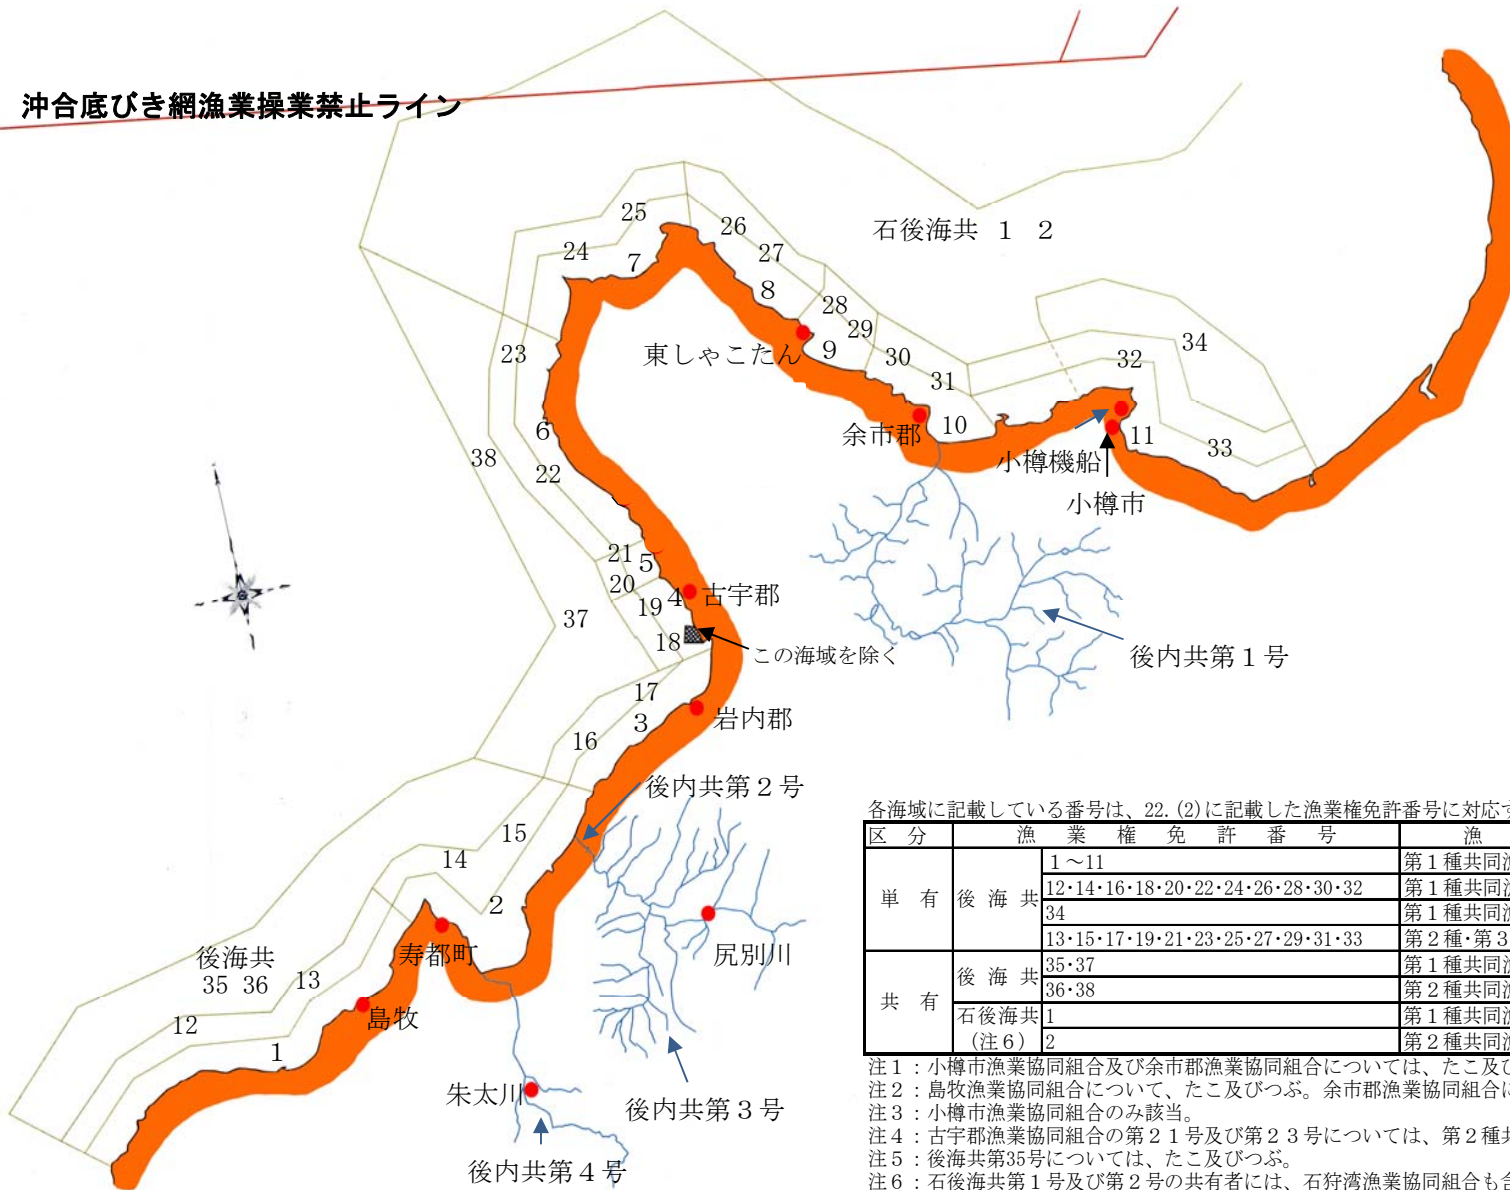 沖合底びき網漁業操業禁止ライン
石後海共 1 2
25
26
24
27
7
8
28
29
34
23
東しゃこたん
9
30
32
31
6
余市郡
10
11
33
38
22
小樽機船
小樽市
21
5
20
4
古宇郡
19
37
18
この海域を除く
後内共第1号
17
3
岩内郡
16
後内共第2号
15
14
2
寿都町
尻別川
後海共
35 36
13
島牧
12
1
朱太川
後内共第3号
後内共第4号
各海域に記載している番号は、22.(2)に記載した漁業権免許番号に対応
区 分 漁 業 権 免 許 番 号 漁
単 有 後 海 共 1~11 第1種共同
12・14・16・18・20・22・24・26・28・30・32 第1種共同
34 第1種共同
13・15・17・19・21・23・25・27・29・31・33 第2種・第3
共 有 後 海 共 35・37 第1種共同
36・38 第2種共同
石後海共 1 第1種共同
(注6) 2 第2種共同
注1:小樽市漁業協同組合及び余市郡漁業協同組合については、たこ及
注2:島牧漁業協同組合について、たこ及びつぶ。余市郡漁業協同組合
注3:小樽市漁業協同組合のみ該当。
注4:古宇郡漁業協同組合の第21号及び第23号については、第2種
注5:後海共第35号については、たこ及びつぶ。
注6:石後海共第1号及び第2号の共有者には、石狩湾漁業協同組合も